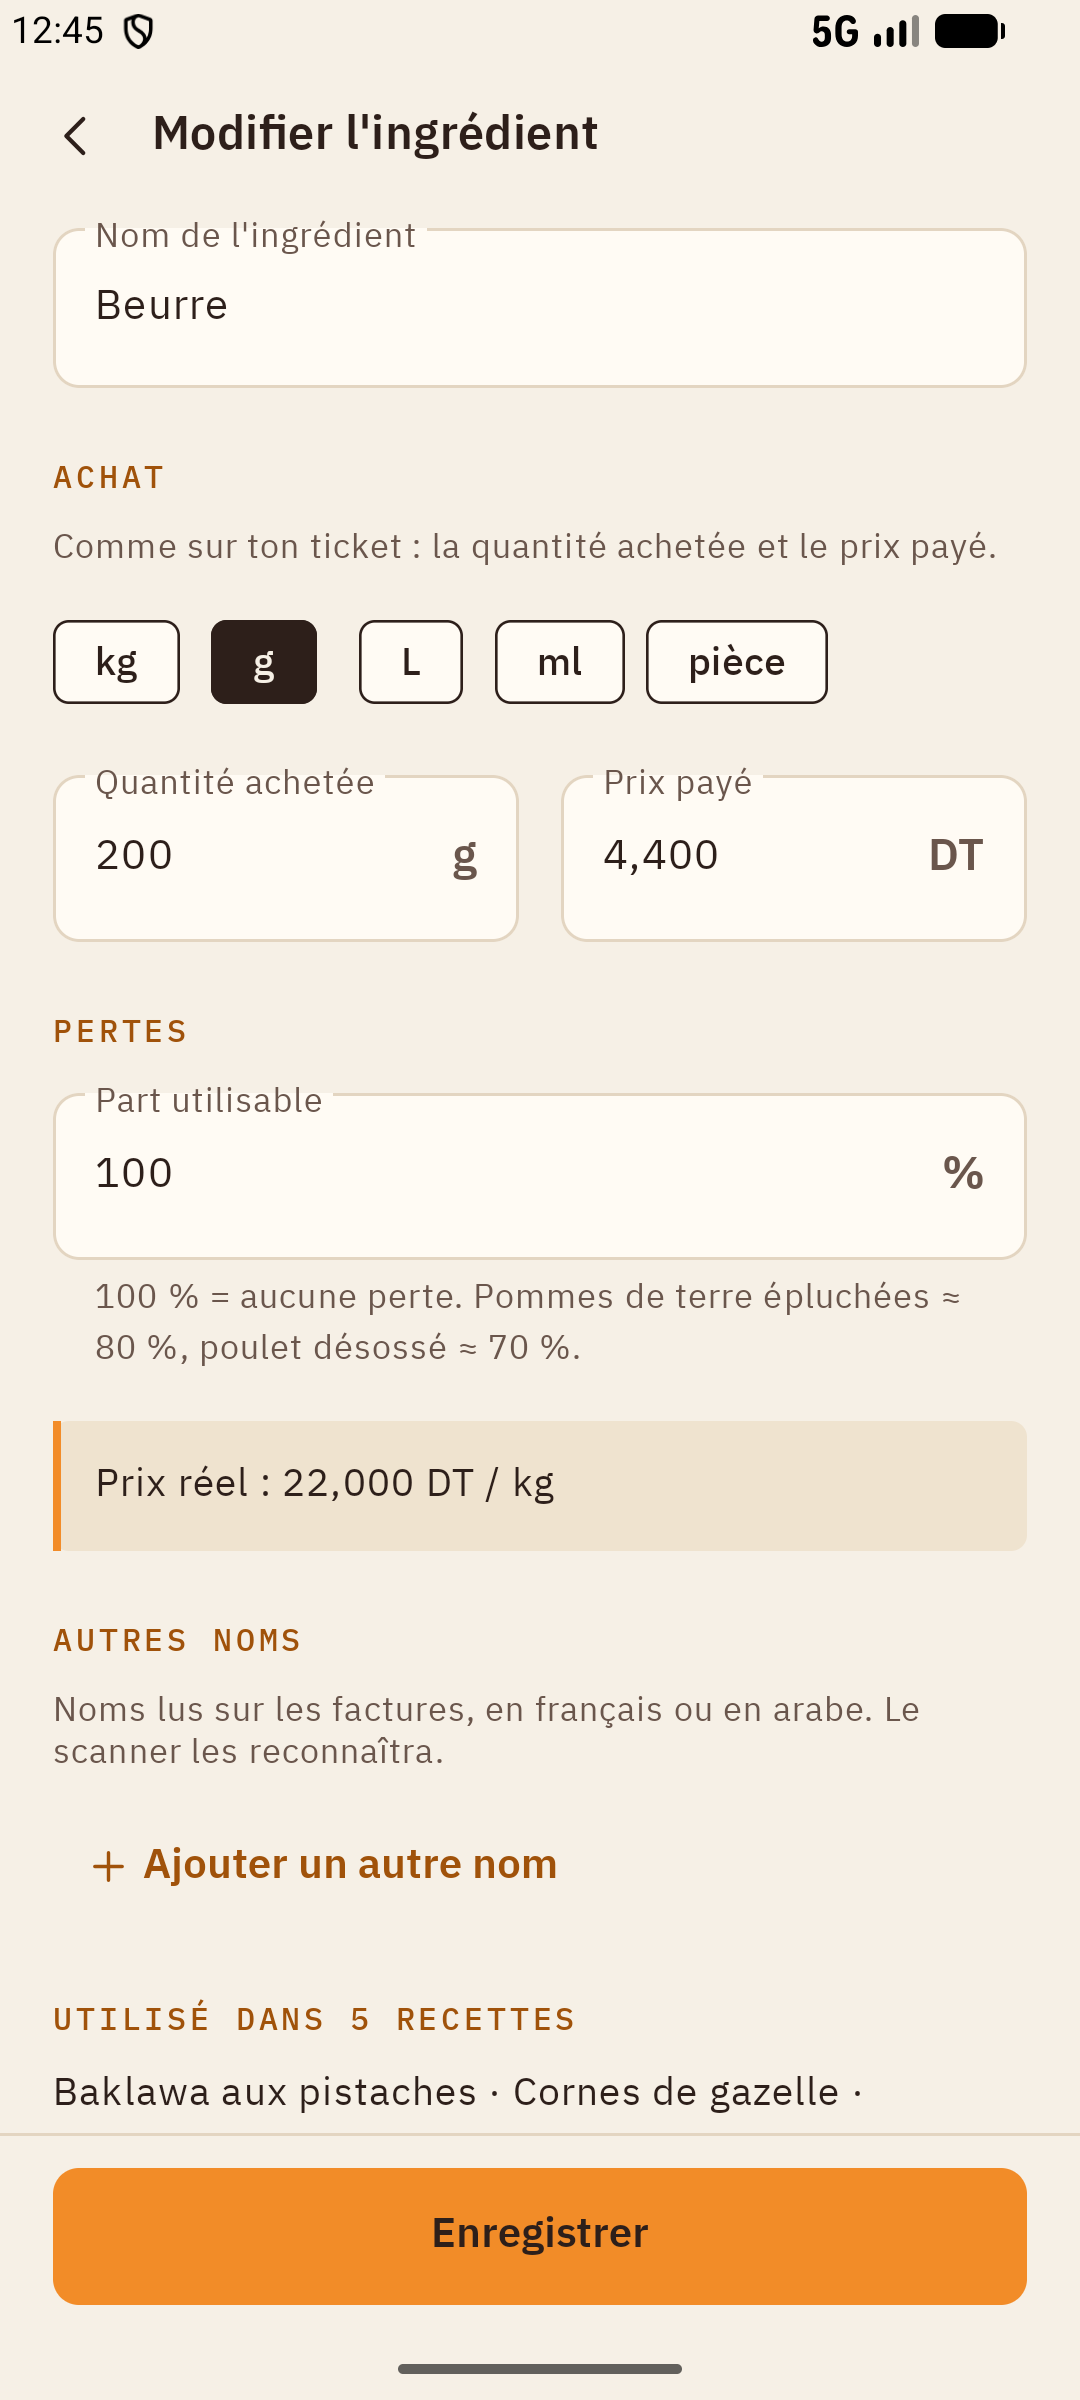 12:45
5G
Modifier l'ingrédient
Nom de l'ingrédient
Beurre
ACHAT
Comme sur ton ticket : la quantité achetée et le prix payé.
kg g L ml pièce
Quantité achetée Prix payé
200 g 4,400 DT
PERTES
Part utilisable
100 %
100 % = aucune perte. Pommes de terre épluchées ≈
80 %, poulet désossé ≈ 70 %.
Prix réel : 22,000 DT / kg
AUTRES NOMS
Noms lus sur les factures, en français ou en arabe. Le
scanner les reconnaîtra.
+ Ajouter un autre nom
UTILISÉ DANS 5 RECETTES
Baklawa aux pistaches · Cornes de gazelle ·
Enregistrer